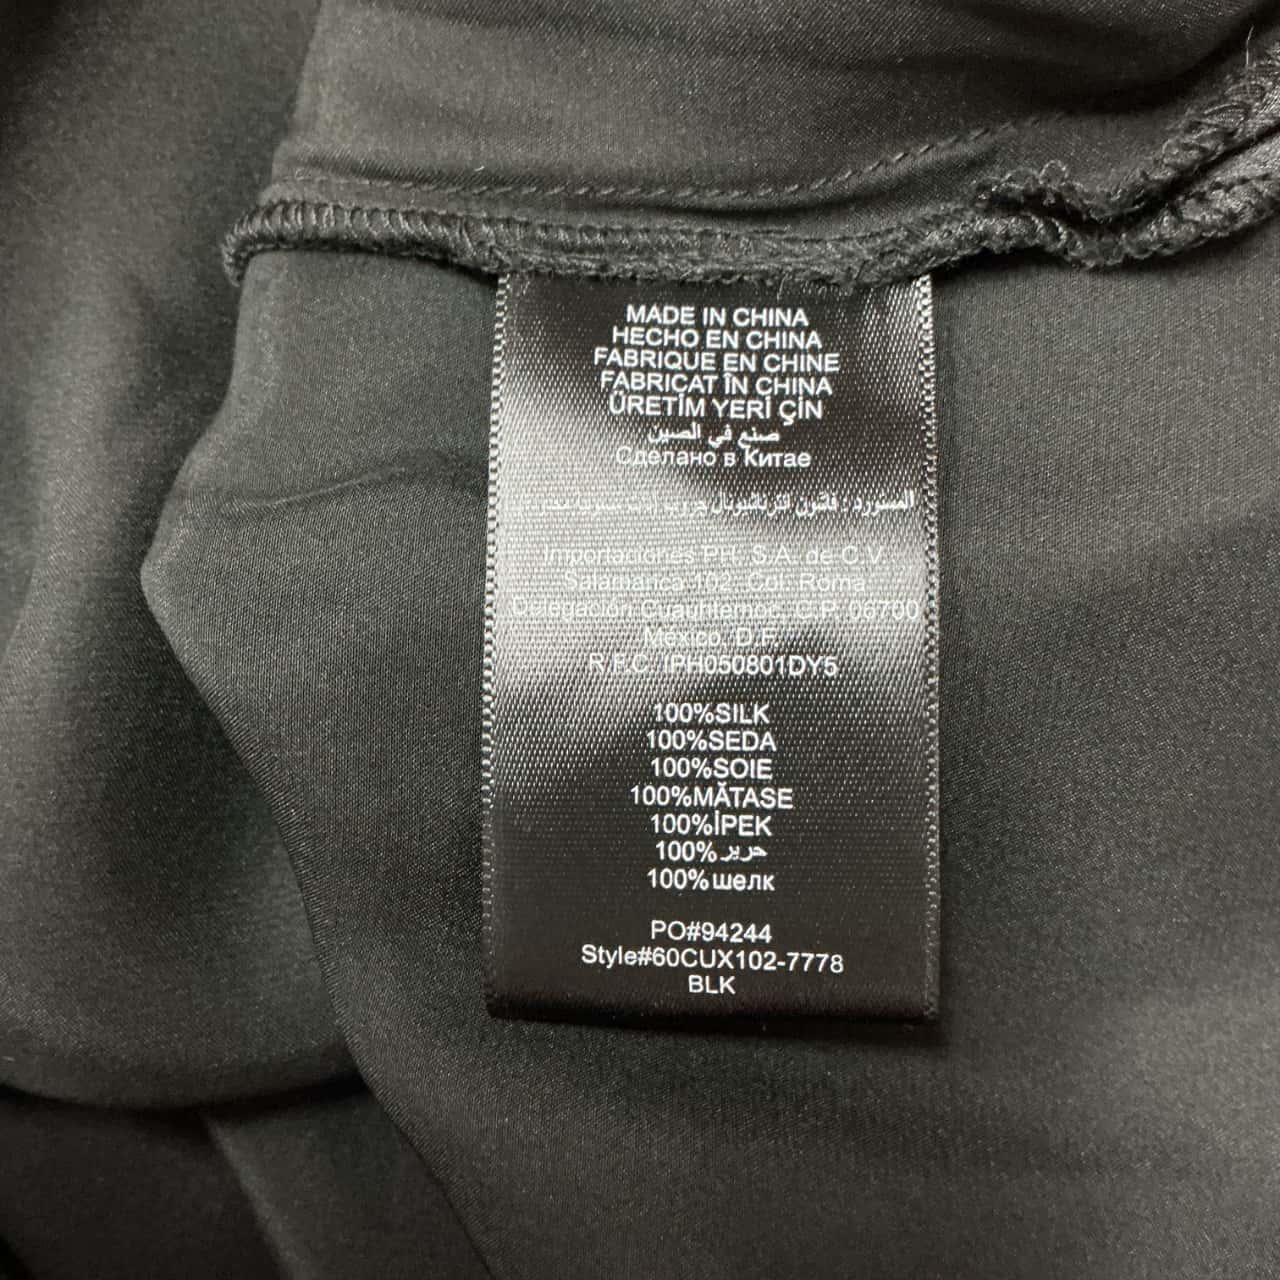 MADE IN CHINA
HECHO EN CHINA
FABRIQUE EN CHINE
FABRICAT ÎN CHINA
ÜRETİM YERİ ÇİN
صنع في الصين
Сделано в Китае
المستورد :
Importaciones PH, S.A. de C.V.
Salamanca 102, Col. Roma
Delegación Cuauhtemoc, C.P. 06700
México, D.F.
R.F.C. IPH050801DY5
100%SILK
100%SEDA
100%SOIE
100%MĂTASE
100%İPEK
100%حرير
100%шелк
PO#94244
Style#60CUX102-7778
BLK